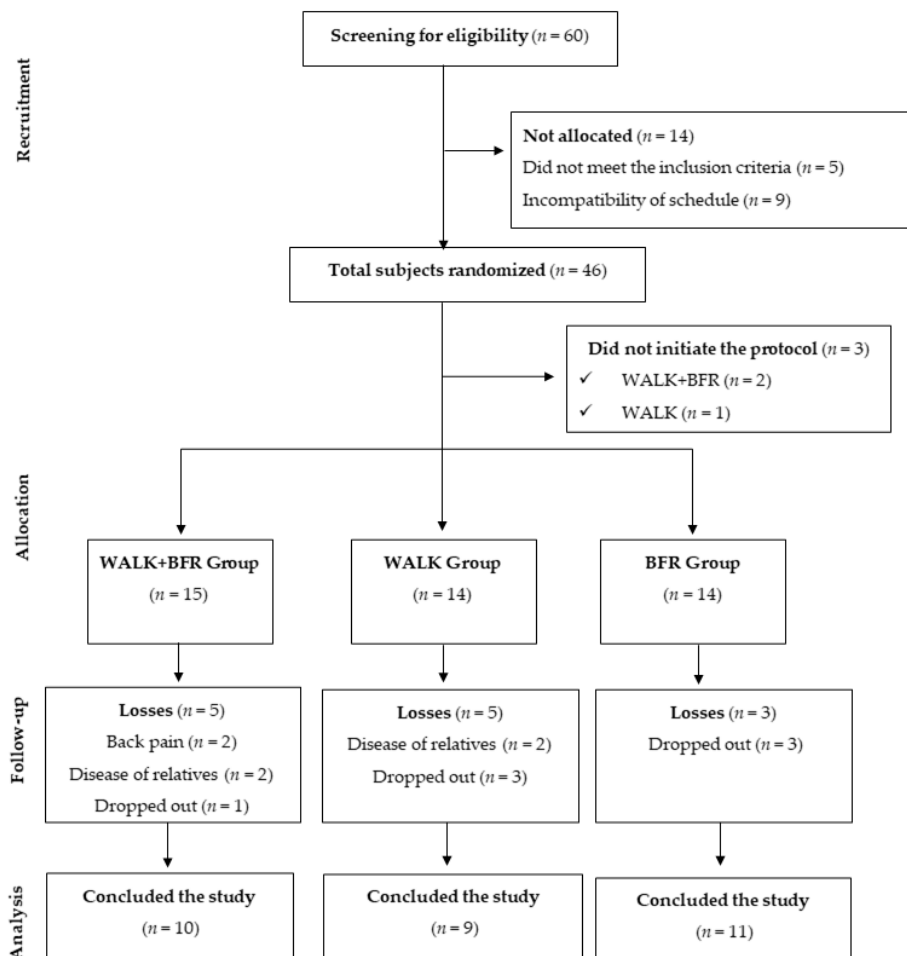 Recruitment
Screening for eligibility (n = 60)
Not allocated (n = 14)
Did not meet the inclusion criteria (n = 5)
Incompatibility of schedule (n = 9)
Total subjects randomized (n = 46)
Did not initiate the protocol (n = 3)
✓ WALK+BFR (n = 2)
✓ WALK (n = 1)
Allocation
WALK+BFR Group
(n = 15)
WALK Group
(n = 14)
BFR Group
(n = 14)
Follow-up
Losses (n = 5)
Back pain (n = 2)
Disease of relatives (n = 2)
Dropped out (n = 1)
Losses (n = 5)
Disease of relatives (n = 2)
Dropped out (n = 3)
Losses (n = 3)
Dropped out (n = 3)
Analysis
Concluded the study
(n = 10)
Concluded the study
(n = 9)
Concluded the study
(n = 11)